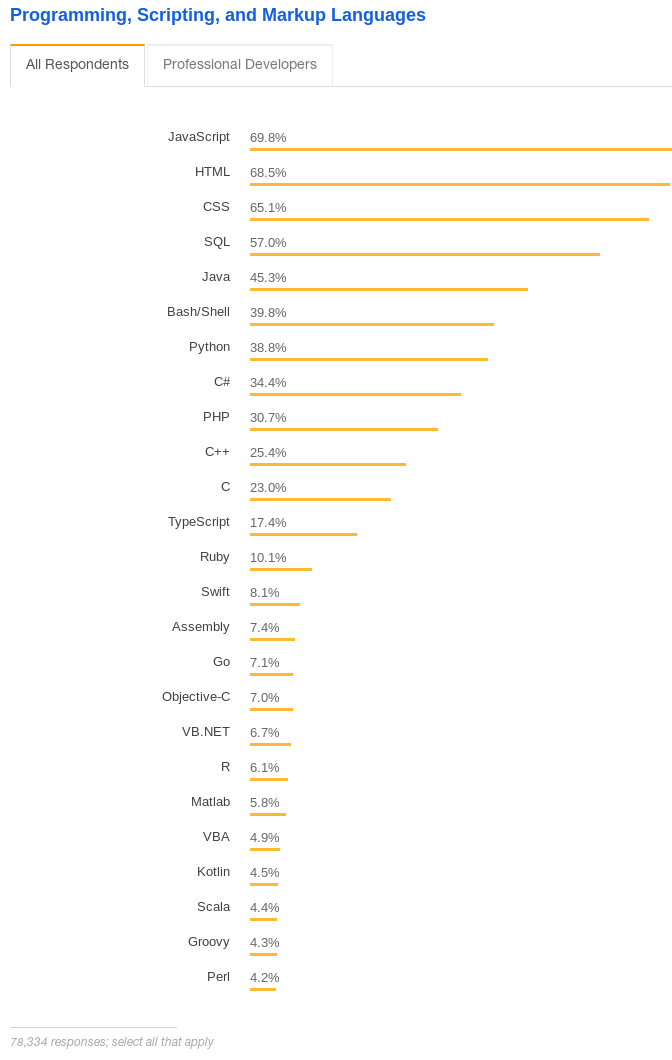 Programming, Scripting, and Markup Languages
All Respondents Professional Developers
JavaScript 69.8%
HTML 68.5%
CSS 65.1%
SQL 57.0%
Java 45.3%
Bash/Shell 39.8%
Python 38.8%
C# 34.4%
PHP 30.7%
C++ 25.4%
C 23.0%
TypeScript 17.4%
Ruby 10.1%
Swift 8.1%
Assembly 7.4%
Go 7.1%
Objective-C 7.0%
VB.NET 6.7%
R 6.1%
Matlab 5.8%
VBA 4.9%
Kotlin 4.5%
Scala 4.4%
Groovy 4.3%
Perl 4.2%
78,334 responses; select all that apply